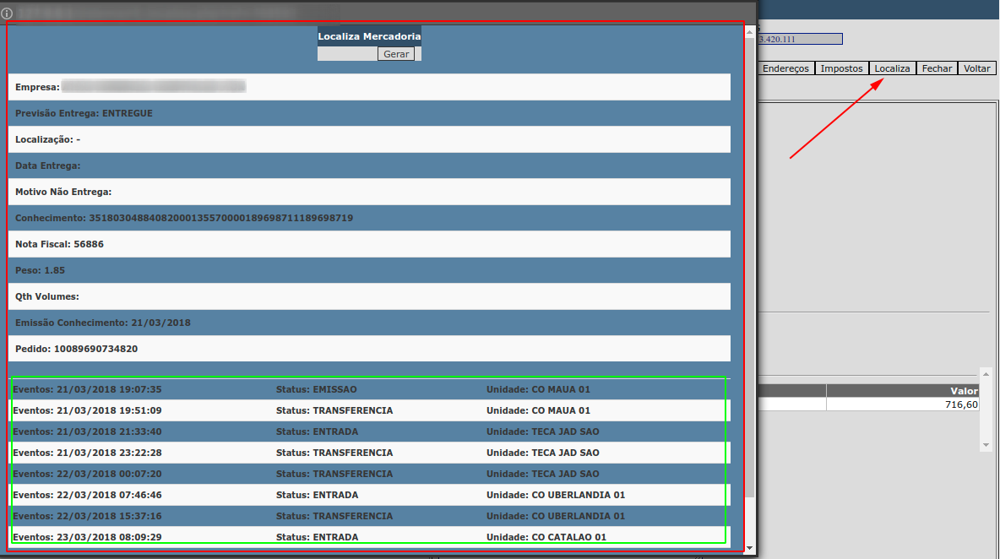 Localiza Mercadoria
Gerar
Empresa:
Previsão Entrega: ENTREGUE
Localização: -
Data Entrega:
Motivo Não Entrega:
Conhecimento: 35180304884082000135570000189698711189698719
Nota Fiscal: 56886
Peso: 1.85
Qth Volumes:
Emissão Conhecimento: 21/03/2018
Pedido: 10089690734820
Eventos: 21/03/2018 19:07:35 Status: EMISSAO Unidade: CO MAUA 01
Eventos: 21/03/2018 19:51:09 Status: TRANSFERENCIA Unidade: CO MAUA 01
Eventos: 21/03/2018 21:33:40 Status: ENTRADA Unidade: TECA JAD SAO
Eventos: 21/03/2018 23:22:28 Status: TRANSFERENCIA Unidade: TECA JAD SAO
Eventos: 22/03/2018 00:07:20 Status: TRANSFERENCIA Unidade: TECA JAD SAO
Eventos: 22/03/2018 07:46:46 Status: ENTRADA Unidade: CO UBERLANDIA 01
Eventos: 22/03/2018 15:37:16 Status: TRANSFERENCIA Unidade: CO UBERLANDIA 01
Eventos: 23/03/2018 08:09:29 Status: ENTRADA Unidade: CO CATALAO 01
3.420.111
Endereços Impostos Localiza Fechar Voltar
Valor
716,60